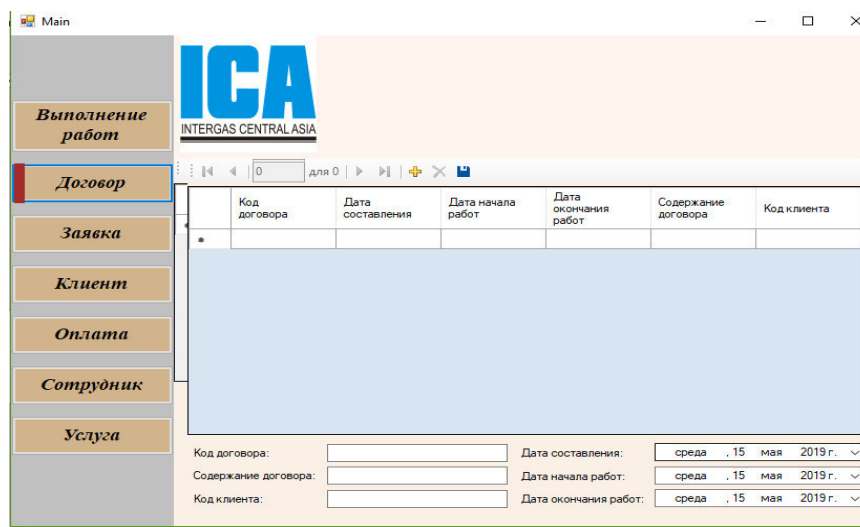 Main
ICA
INTERGAS CENTRAL ASIA
Выполнение
работ
Договор
Заявка
Клиент
Оплата
Сотрудник
Услуга
0 для 0
Код
договора
Дата
составления
Дата начала
работ
Дата
окончания
работ
Содержание
договора
Код клиента
Код договора:
Дата составления:
среда , 15 мая 2019 г.
Содержание договора:
Дата начала работ:
среда , 15 мая 2019 г.
Код клиента:
Дата окончания работ:
среда , 15 мая 2019 г.